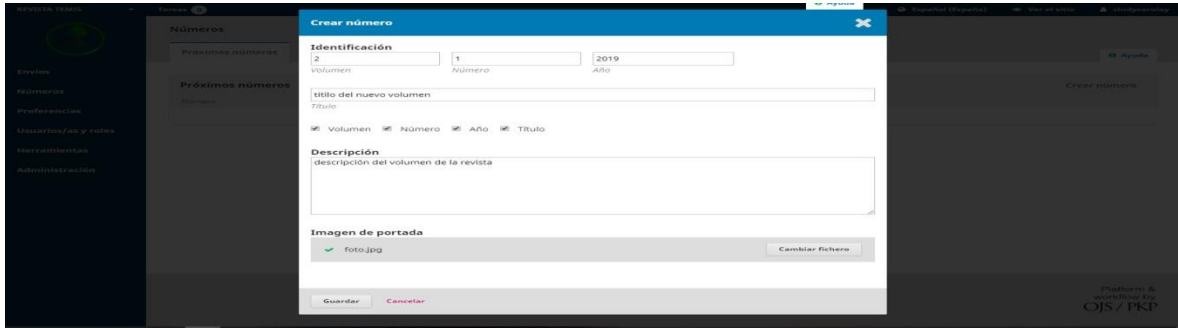 REVISTA TEMIS
Tareas 0
Ayuda
Español (España)
Ver el sitio
Números
Próximos números
Ayuda
Envíos
Números
Preferencias
Usuarios/as y roles
Herramientas
Administración
Próximos números
Crear número
Crear número
Identificación
2 1 2019
Volumen Número Año
titilo del nuevo volumen
Título
Volumen Número Año Título
Descripción
descripción del volumen de la revista
Imagen de portada
foto.jpg
Cambiar fichero
Guardar Cancelar
Platform &
workflow by
OJS / PKP